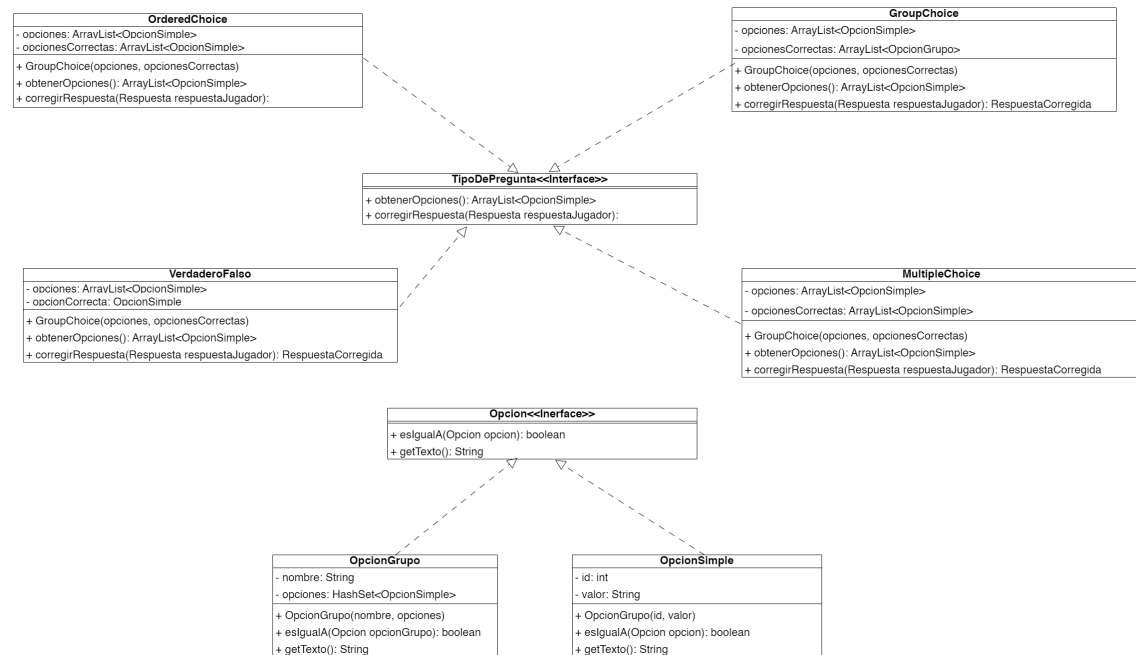 OrderedChoice
- opciones: ArrayList<OpcionSimple>
- opcionesCorrectas: ArrayList<OpcionSimple>
+ GroupChoice(opciones, opcionesCorrectas)
+ obtenerOpciones(): ArrayList<OpcionSimple>
+ corregirRespuesta(Respuesta respuestaJugador):
GroupChoice
- opciones: ArrayList<OpcionSimple>
- opcionesCorrectas: ArrayList<OpcionGrupo>
+ GroupChoice(opciones, opcionesCorrectas)
+ obtenerOpciones(): ArrayList<OpcionSimple>
+ corregirRespuesta(Respuesta respuestaJugador): RespuestaCorregida
TipoDePregunta<<Interface>>
+ obtenerOpciones(): ArrayList<OpcionSimple>
+ corregirRespuesta(Respuesta respuestaJugador):
VerdaderoFalso
- opciones: ArrayList<OpcionSimple>
- opcionCorrecta: OpcionSimple
+ GroupChoice(opciones, opcionesCorrectas)
+ obtenerOpciones(): ArrayList<OpcionSimple>
+ corregirRespuesta(Respuesta respuestaJugador): RespuestaCorregida
MultipleChoice
- opciones: ArrayList<OpcionSimple>
- opcionesCorrectas: ArrayList<OpcionSimple>
+ GroupChoice(opciones, opcionesCorrectas)
+ obtenerOpciones(): ArrayList<OpcionSimple>
+ corregirRespuesta(Respuesta respuestaJugador): RespuestaCorregida
Opcion<<Inerface>>
+ esIgualA(Opcion opcion): boolean
+ getTexto(): String
OpcionGrupo
- nombre: String
- opciones: HashSet<OpcionSimple>
+ OpcionGrupo(nombre, opciones)
+ esIgualA(Opcion opcionGrupo): boolean
+ getTexto(): String
OpcionSimple
- id: int
- valor: String
+ OpcionGrupo(id, valor)
+ esIgualA(Opcion opcion): boolean
+ getTexto(): String